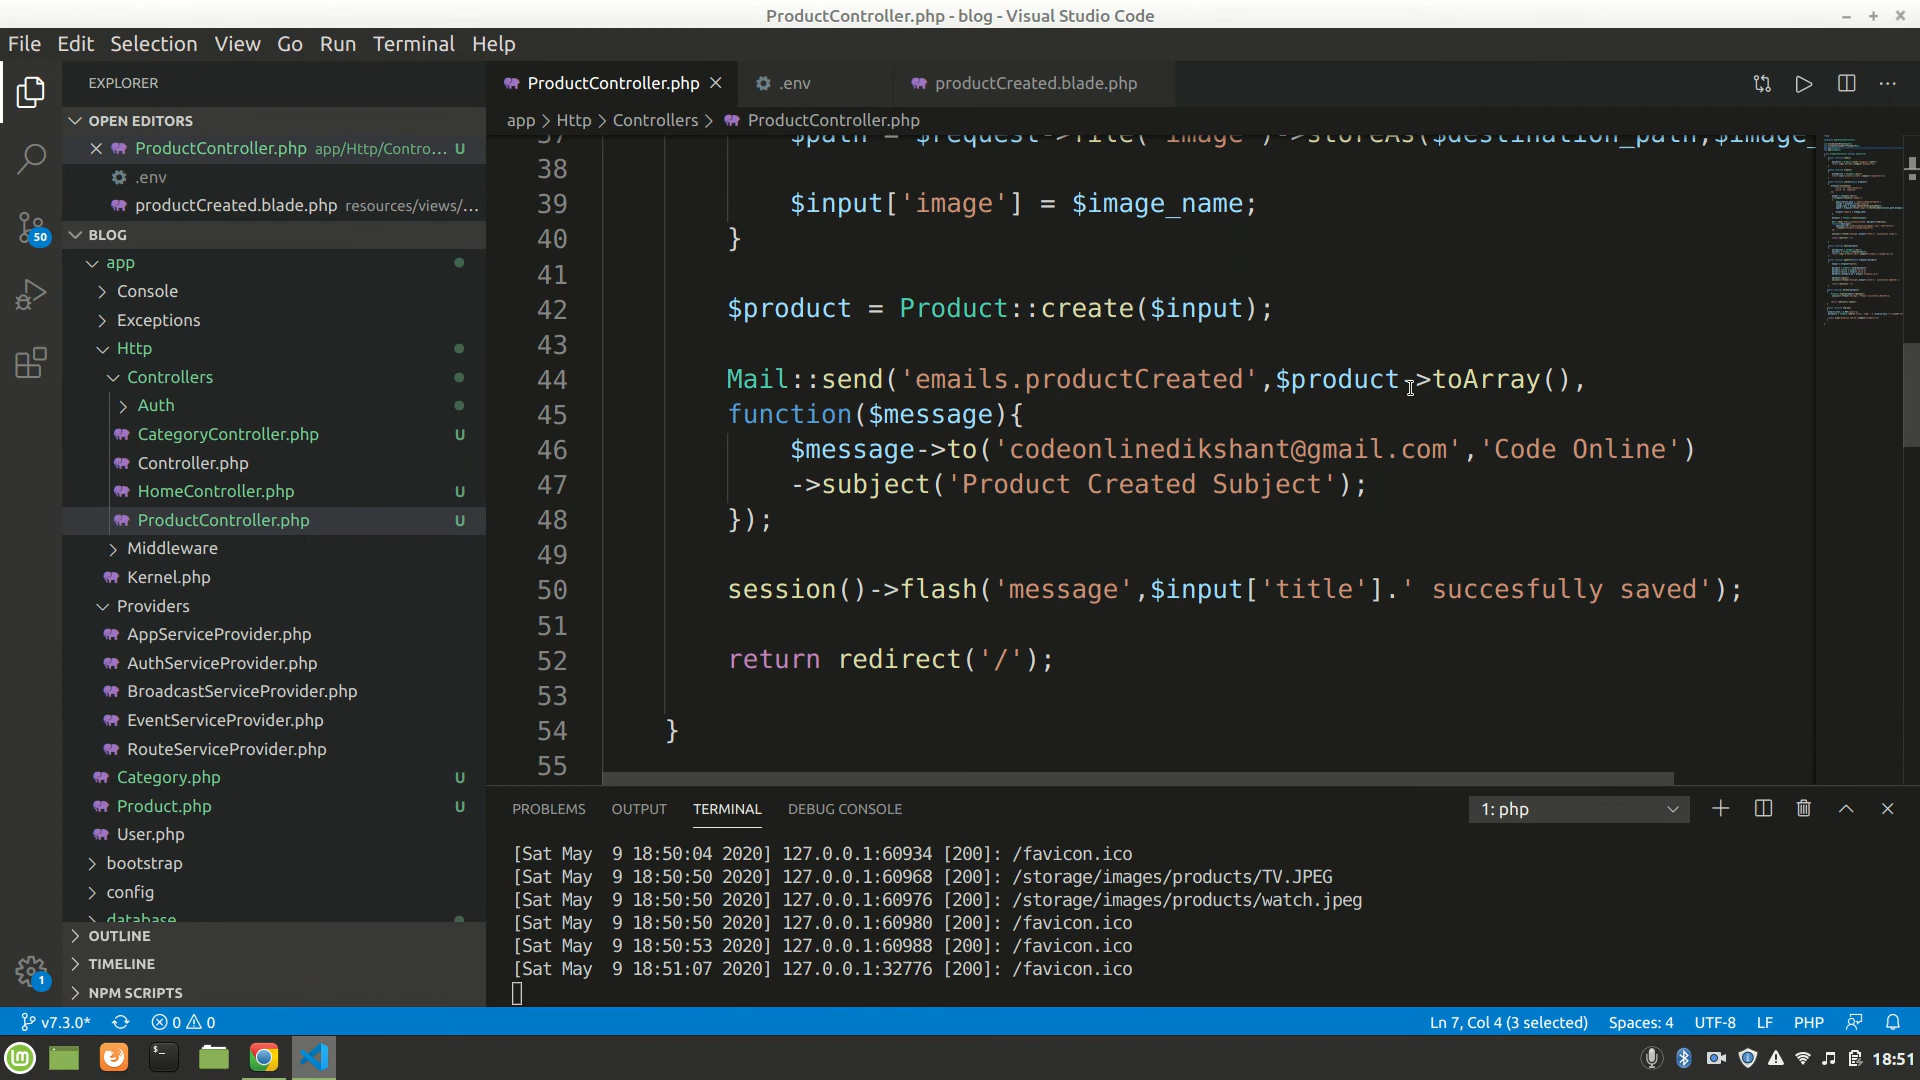 ProductController.php - blog - Visual Studio Code
File Edit Selection View Go Run Terminal Help
EXPLORER
OPEN EDITORS
ProductController.php app/Http/Contro... U
.env
productCreated.blade.php resources/views/...
BLOG
app
Console
Exceptions
Http
Controllers
Auth
CategoryController.php U
Controller.php
HomeController.php U
ProductController.php U
Middleware
Kernel.php
Providers
AppServiceProvider.php
AuthServiceProvider.php
BroadcastServiceProvider.php
EventServiceProvider.php
RouteServiceProvider.php
Category.php U
Product.php U
User.php
bootstrap
config
database
OUTLINE
TIMELINE
NPM SCRIPTS
50
1
ProductController.php .env productCreated.blade.php
app > Http > Controllers > ProductController.php
37 $path = $request->file('image')->storeAs($destination_path,$image_
38
39 $input['image'] = $image_name;
40 }
41
42 $product = Product::create($input);
43
44 Mail::send('emails.productCreated',$product->toArray(),
45 function($message){
46 $message->to('codeonlinedikshant@gmail.com','Code Online')
47 ->subject('Product Created Subject');
48 });
49
50 session()->flash('message',$input['title'].' succesfully saved');
51
52 return redirect('/');
53
54 }
55
PROBLEMS OUTPUT TERMINAL DEBUG CONSOLE 1: php
[Sat May  9 18:50:04 2020] 127.0.0.1:60934 [200]: /favicon.ico
[Sat May  9 18:50:50 2020] 127.0.0.1:60968 [200]: /storage/images/products/TV.JPEG
[Sat May  9 18:50:50 2020] 127.0.0.1:60976 [200]: /storage/images/products/watch.jpeg
[Sat May  9 18:50:50 2020] 127.0.0.1:60980 [200]: /favicon.ico
[Sat May  9 18:50:53 2020] 127.0.0.1:60988 [200]: /favicon.ico
[Sat May  9 18:51:07 2020] 127.0.0.1:32776 [200]: /favicon.ico
v7.3.0* 0 0 Ln 7, Col 4 (3 selected) Spaces: 4 UTF-8 LF PHP
18:51